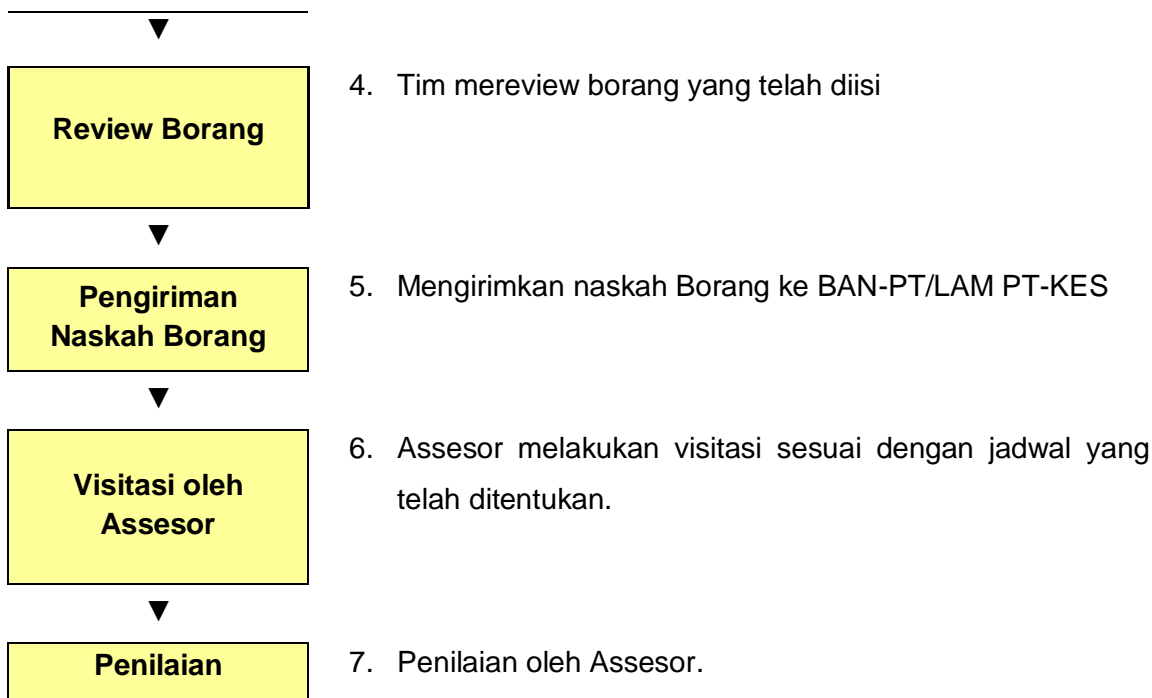 ▼
Review Borang
4. Tim mereview borang yang telah diisi
▼
Pengiriman
Naskah Borang
5. Mengirimkan naskah Borang ke BAN-PT/LAM PT-KES
▼
Visitasi oleh
Assesor
6. Assesor melakukan visitasi sesuai dengan jadwal yang
telah ditentukan.
▼
Penilaian
7. Penilaian oleh Assesor.